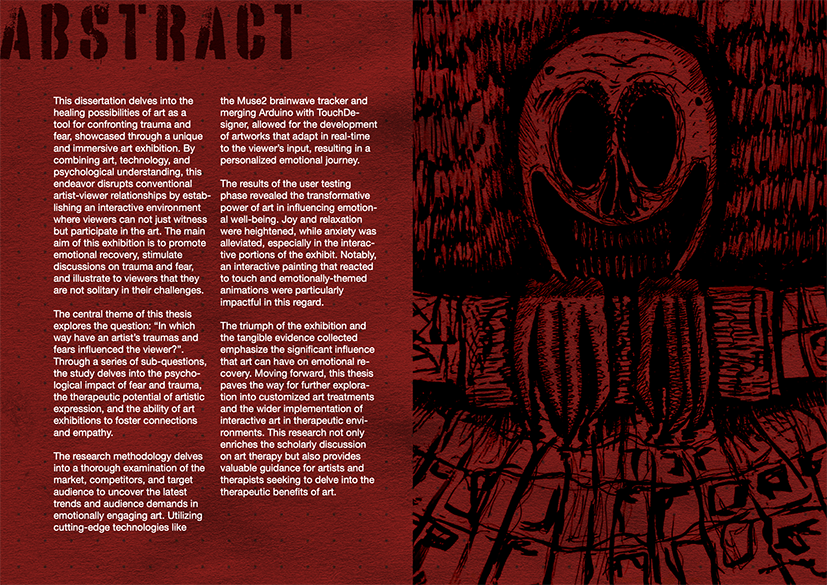 ABSTRACT
This dissertation delves into the
healing possibilities of art as a
tool for confronting trauma and
fear, showcased through a unique
and immersive art exhibition. By
combining art, technology, and
psychological understanding, this
endeavor disrupts conventional
artist-viewer relationships by estab-
lishing an interactive environment
where viewers can not just witness
but participate in the art. The main
aim of this exhibition is to promote
emotional recovery, stimulate
discussions on trauma and fear,
and illustrate to viewers that they
are not solitary in their challenges.
The central theme of this thesis
explores the question: “In which
way have an artist’s traumas and
fears influenced the viewer?”.
Through a series of sub-questions,
the study delves into the psycho-
logical impact of fear and trauma,
the therapeutic potential of artistic
expression, and the ability of art
exhibitions to foster connections
and empathy.
The research methodology delves
into a thorough examination of the
market, competitors, and target
audience to uncover the latest
trends and audience demands in
emotionally engaging art. Utilizing
cutting-edge technologies like
the Muse2 brainwave tracker and
merging Arduino with TouchDe-
signer, allowed for the development
of artworks that adapt in real-time
to the viewer’s input, resulting in a
personalized emotional journey.
The results of the user testing
phase revealed the transformative
power of art in influencing emotion-
al well-being. Joy and relaxation
were heightened, while anxiety was
alleviated, especially in the interac-
tive portions of the exhibit. Notably,
an interactive painting that reacted
to touch and emotionally-themed
animations were particularly
impactful in this regard.
The triumph of the exhibition and
the tangible evidence collected
emphasize the significant influence
that art can have on emotional re-
covery. Moving forward, this thesis
paves the way for further explora-
tion into customized art treatments
and the wider implementation of
interactive art in therapeutic envi-
ronments. This research not only
enriches the scholarly discussion
on art therapy but also provides
valuable guidance for artists and
therapists seeking to delve into the
therapeutic benefits of art.